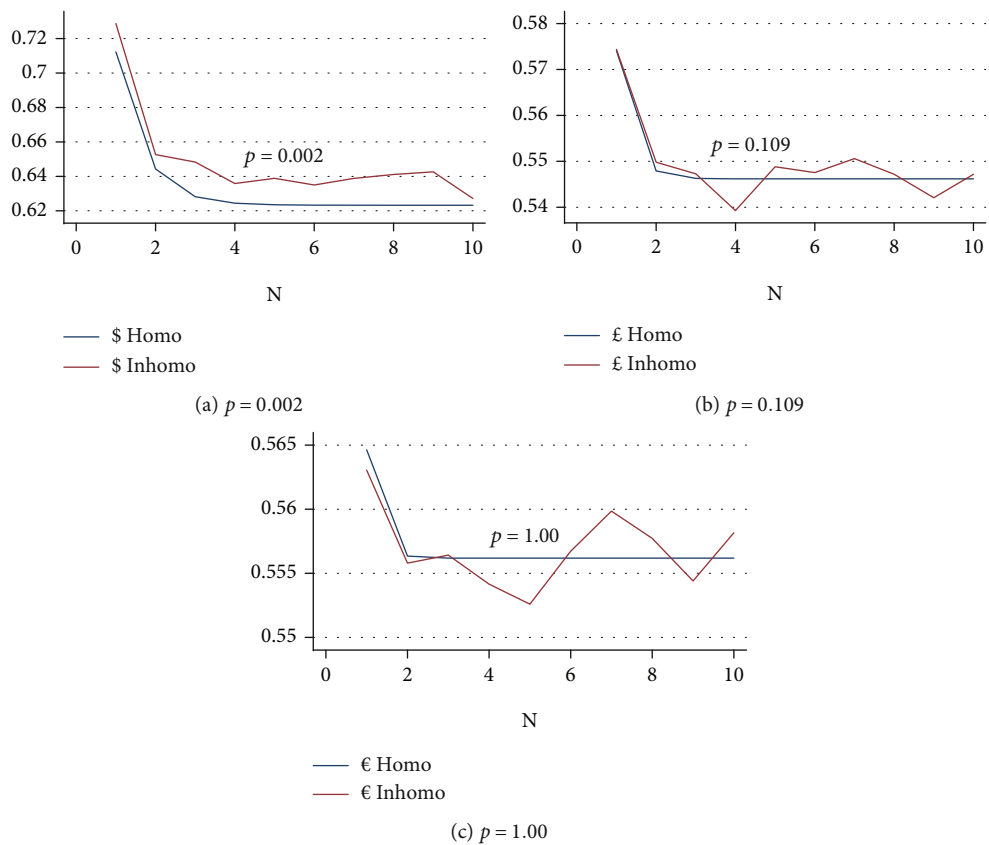 0.72
0.7
0.68
0.66
0.64
0.62
p = 0.002
0 2 4 6 8 10
N
$ Homo
$ Inhomo
(a) p = 0.002
0.58
0.57
0.56
0.55
0.54
p = 0.109
0 2 4 6 8 10
N
£ Homo
£ Inhomo
(b) p = 0.109
0.565
0.56
0.555
0.55
p = 1.00
0 2 4 6 8 10
N
€ Homo
€ Inhomo
(c) p = 1.00